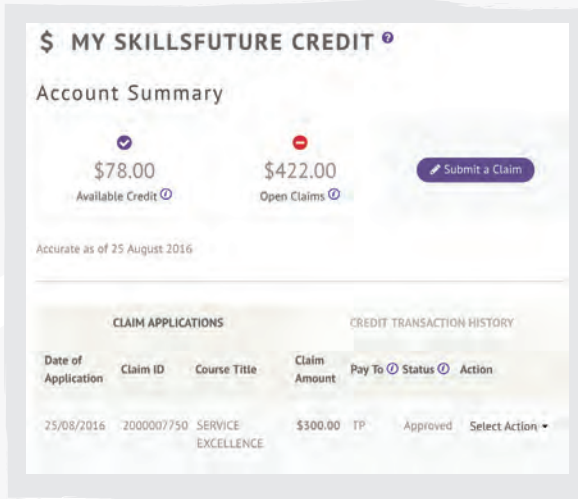 $ MY SKILLSFUTURE CREDIT ?
Account Summary
$78.00 $422.00 Submit a Claim
Available Credit i Open Claims i
Accurate as of 25 August 2016
CLAIM APPLICATIONS CREDIT TRANSACTION HISTORY
Date of Application Claim ID Course Title Claim Amount Pay To i Status i Action
25/08/2016 2000007750 SERVICE EXCELLENCE $300.00 TP Approved Select Action